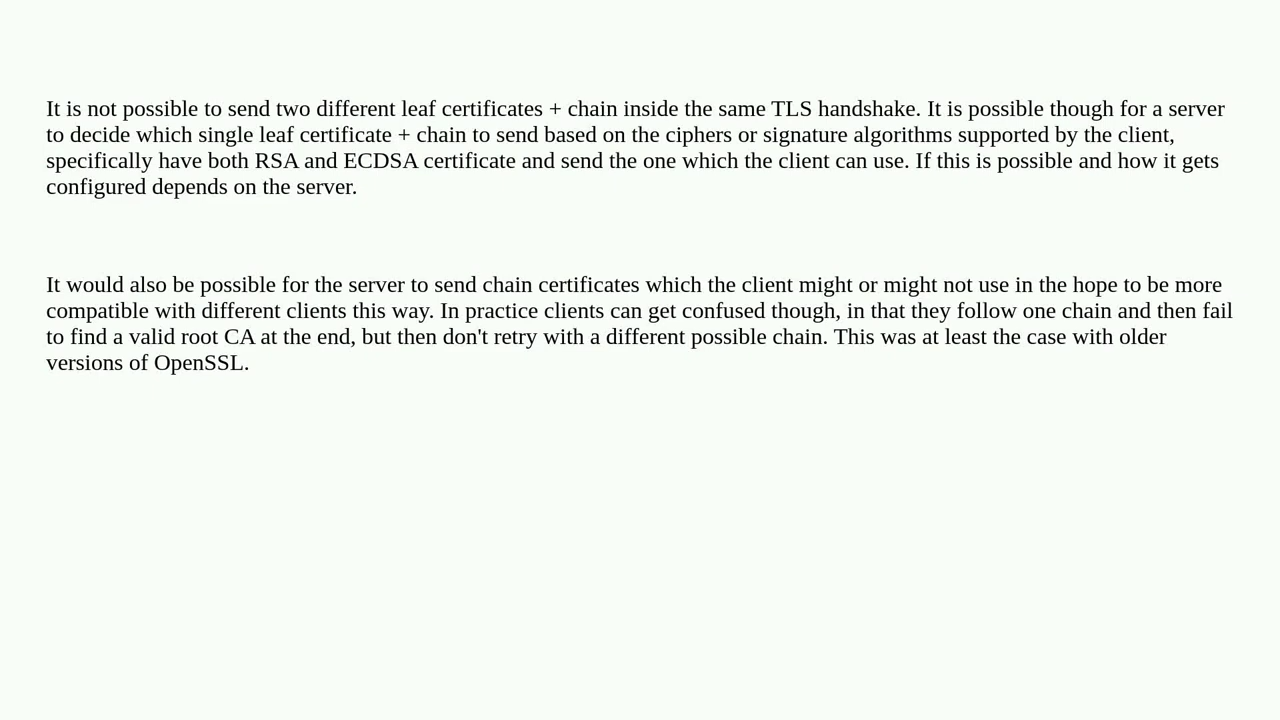 It is not possible to send two different leaf certificates + chain inside the same TLS handshake. It is possible though for a server
to decide which single leaf certificate + chain to send based on the ciphers or signature algorithms supported by the client,
specifically have both RSA and ECDSA certificate and send the one which the client can use. If this is possible and how it gets
configured depends on the server.
It would also be possible for the server to send chain certificates which the client might or might not use in the hope to be more
compatible with different clients this way. In practice clients can get confused though, in that they follow one chain and then fail
to find a valid root CA at the end, but then don't retry with a different possible chain. This was at least the case with older
versions of OpenSSL.